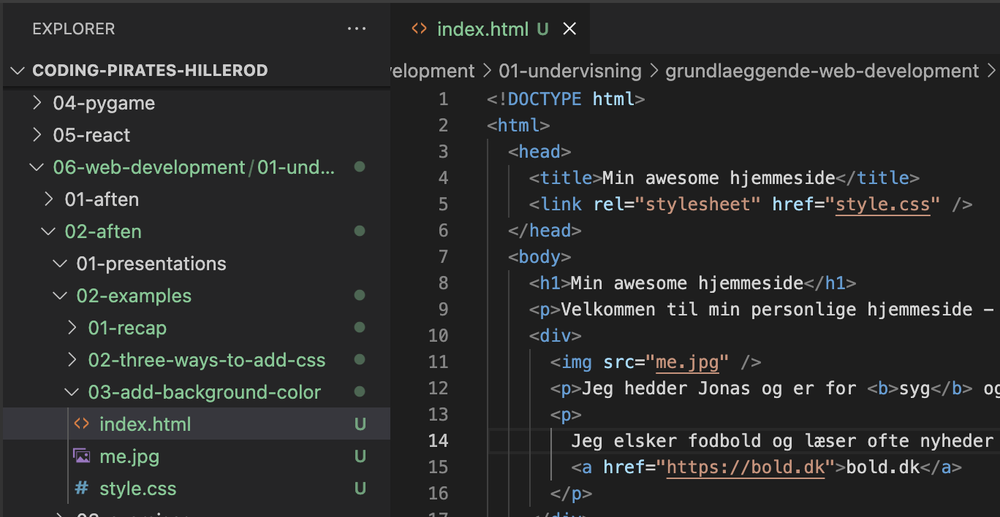 EXPLORER ...
CODING-PIRATES-HILLEROD
04-pygame
05-react
06-web-development/01-und...
01-aften
02-aften
01-presentations
02-examples
01-recap
02-three-ways-to-add-css
03-add-background-color
index.html U
me.jpg U
# style.css U
<> index.html U ×
velopment > 01-undervisning > grundlaeggende-web-development >
1 <!DOCTYPE html>
2 <html>
3 <head>
4 <title>Min awesome hjemmeside</title>
5 <link rel="stylesheet" href="style.css" />
6 </head>
7 <body>
8 <h1>Min awesome hjemmeside</h1>
9 <p>Velkommen til min personlige hjemmeside –
10 <div>
11 <img src="me.jpg" />
12 <p>Jeg hedder Jonas og er for <b>syg</b> og
13 <p>
14 Jeg elsker fodbold og læser ofte nyheder
15 <a href="https://bold.dk">bold.dk</a>
16 </p>
17 </div>